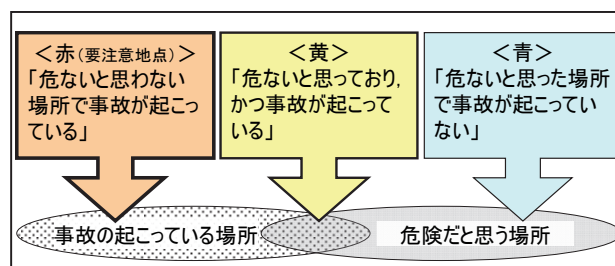 ＜赤(要注意地点)＞
「危ないと思わない
場所で事故が起こっ
ている」
＜黄＞
「危ないと思っており,
かつ事故が起こって
いる」
＜青＞
「危ないと思った場所
で事故が起こってい
ない」
事故の起こっている場所
危険だと思う場所